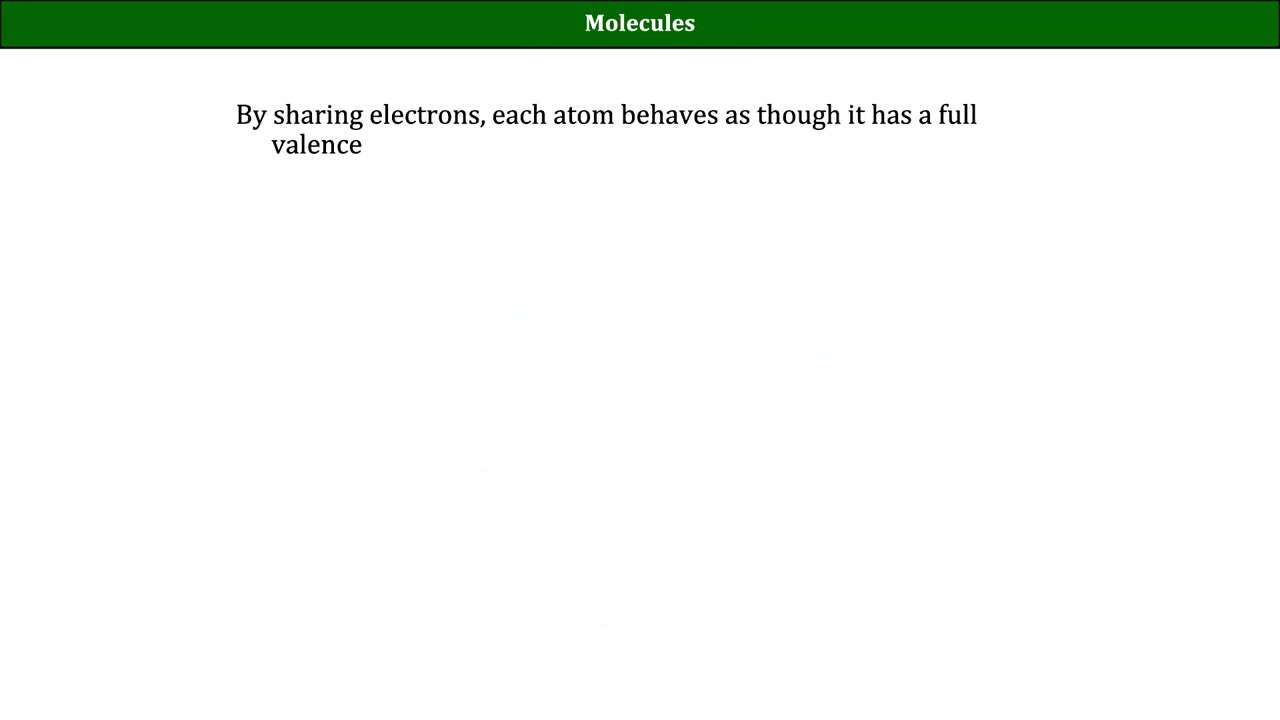 Molecules
By sharing electrons, each atom behaves as though it has a full
valence